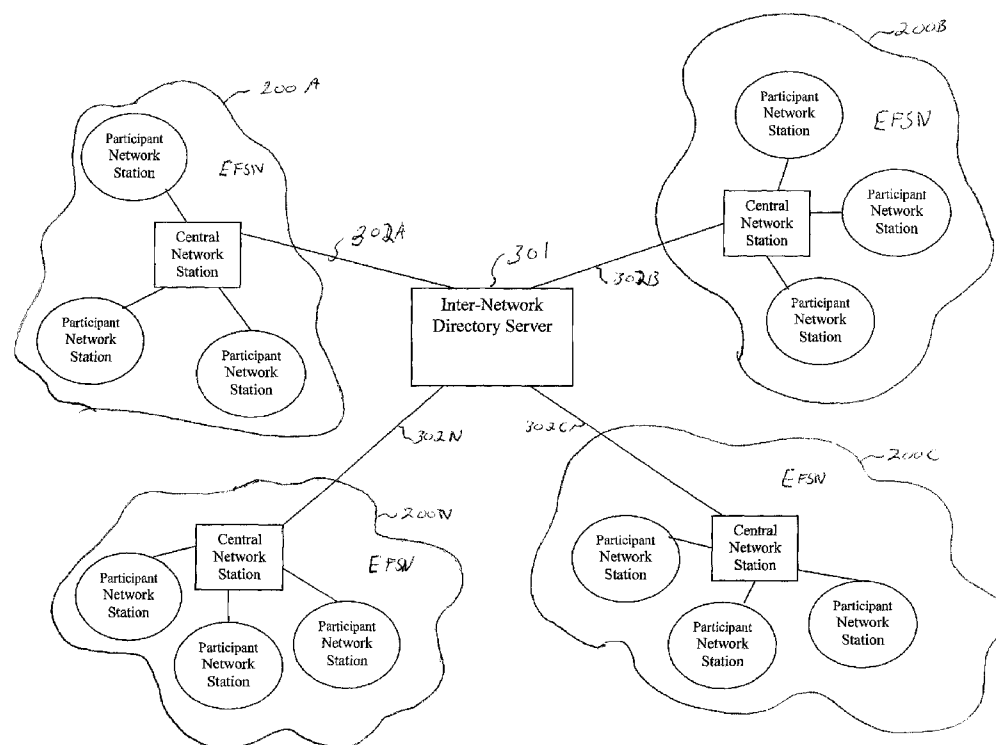 200A
Participant
Network
Station
EFSN
Central
Network
Station
Participant
Network
Station
Participant
Network
Station
302A
200B
Participant
Network
Station
EFSN
Central
Network
Station
Participant
Network
Station
Participant
Network
Station
302B
301
Inter-Network
Directory Server
302N
302C
200N
Central
Network
Station
EFSN
Participant
Network
Station
Participant
Network
Station
Participant
Network
Station
200C
EFSN
Central
Network
Station
Participant
Network
Station
Participant
Network
Station
Participant
Network
Station